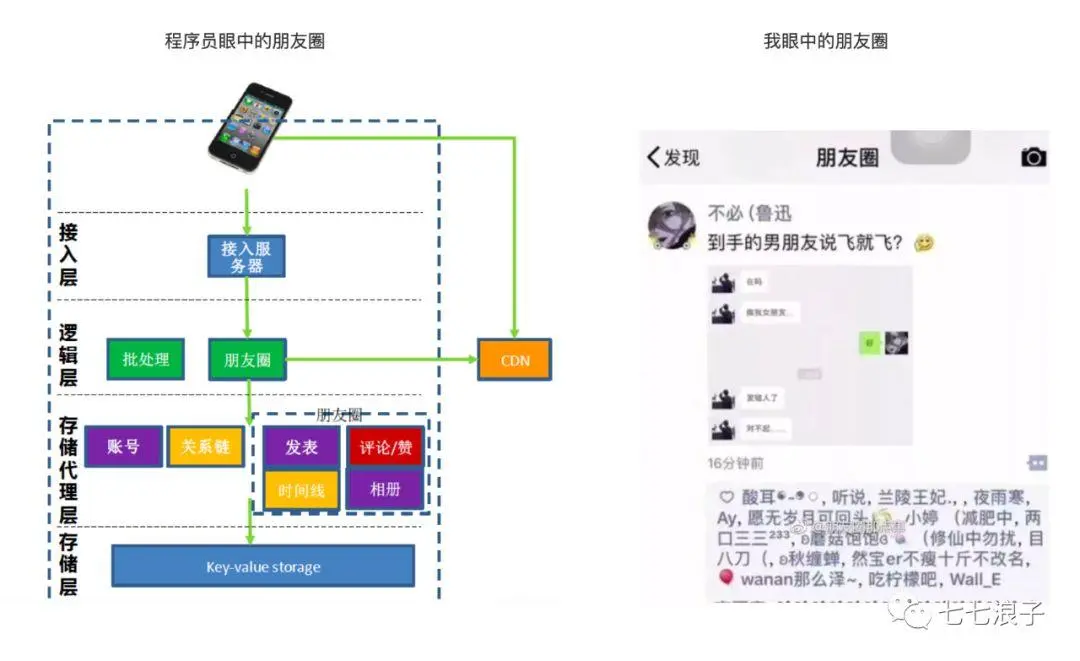 程序员眼中的朋友圈
接
入
层
接入服
务器
逻
辑
层
批处理
朋友圈
CDN
存
储
代
理
层
账号
关系链
朋友圈
发表
评论/赞
时间线
相册
存
储
层
Key-value storage
我眼中的朋友圈
发现
朋友圈
不必 (鲁迅
到手的男朋友说飞就飞?
在吗
做我女朋友...
好
发错人了
对不起......
16分钟前
酸耳, 听说, 兰陵王妃., , 夜雨寒,
Ay, 愿无岁月可回头, 小婷 (减肥中, 两
口三三²³³, ʚ蘑菇饱饱ɞ (修仙中勿扰, 目
八刀 (, ʚ秋缠蝉, 然宝er不瘦十斤不改名,
wanan那么泽~, 吃柠檬吧, Wall_E
七七浪子